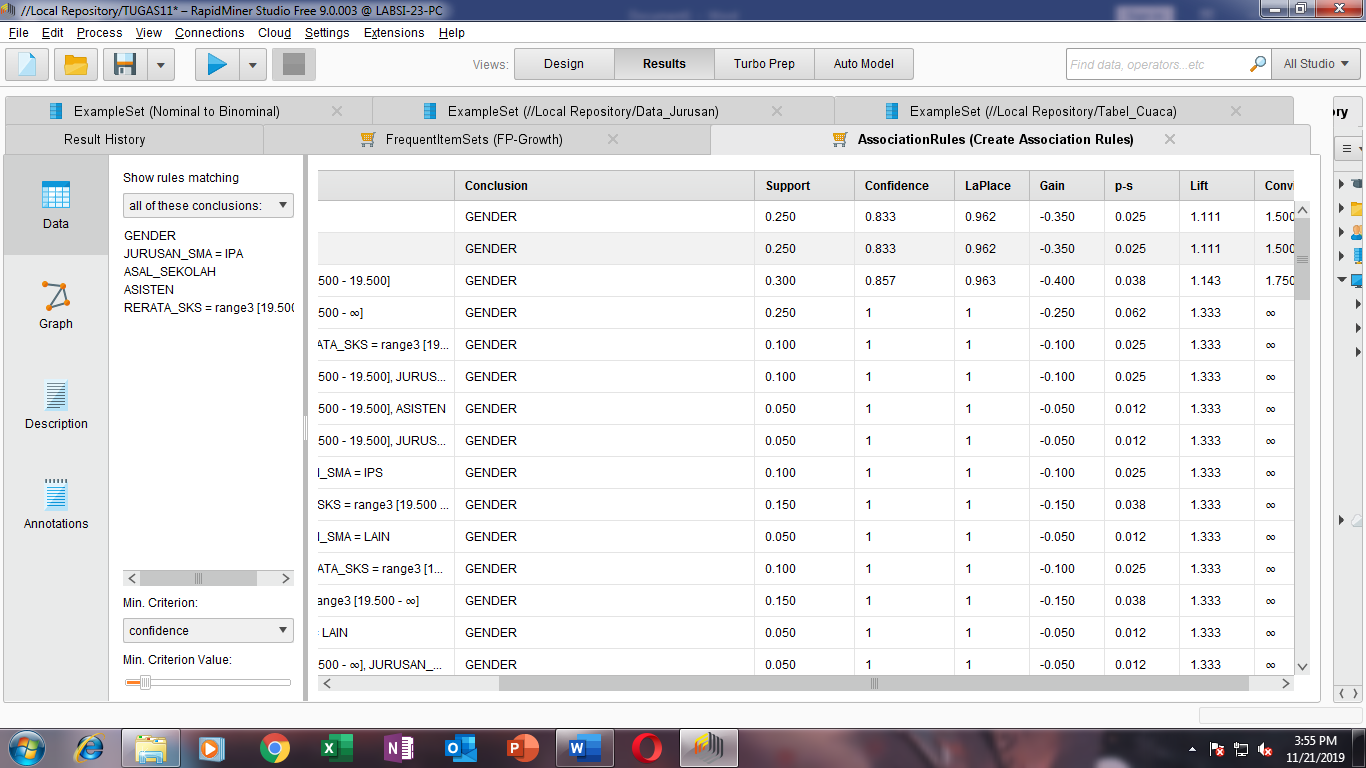 //Local Repository/TUGAS11* – RapidMiner Studio Free 9.0.003 @ LABSI-23-PC
File Edit Process View Connections Cloud Settings Extensions Help
Views: Design Results Turbo Prep Auto Model Find data, operators...etc All Studio
ExampleSet (Nominal to Binominal) ExampleSet (//Local Repository/Data_Jurusan) ExampleSet (//Local Repository/Tabel_Cuaca)
Result History FrequentItemSets (FP-Growth) AssociationRules (Create Association Rules)
Data
Graph
Description
Annotations
Show rules matching
all of these conclusions:
GENDER
JURUSAN_SMA = IPA
ASAL_SEKOLAH
ASISTEN
RERATA_SKS = range3 [19.500
Min. Criterion:
confidence
Min. Criterion Value:
Conclusion Support Confidence LaPlace Gain p-s Lift Conv
GENDER 0.250 0.833 0.962 -0.350 0.025 1.111 1.500
GENDER 0.250 0.833 0.962 -0.350 0.025 1.111 1.500
500 - 19.500] GENDER 0.300 0.857 0.963 -0.400 0.038 1.143 1.750
500 - ∞] GENDER 0.250 1 1 -0.250 0.062 1.333 ∞
ATA_SKS = range3 [19... GENDER 0.100 1 1 -0.100 0.025 1.333 ∞
500 - 19.500], JURUS... GENDER 0.100 1 1 -0.100 0.025 1.333 ∞
500 - 19.500], ASISTEN GENDER 0.050 1 1 -0.050 0.012 1.333 ∞
500 - 19.500], JURUS... GENDER 0.050 1 1 -0.050 0.012 1.333 ∞
_SMA = IPS GENDER 0.100 1 1 -0.100 0.025 1.333 ∞
SKS = range3 [19.500 ... GENDER 0.150 1 1 -0.150 0.038 1.333 ∞
_SMA = LAIN GENDER 0.050 1 1 -0.050 0.012 1.333 ∞
ATA_SKS = range3 [1... GENDER 0.100 1 1 -0.100 0.025 1.333 ∞
ange3 [19.500 - ∞] GENDER 0.150 1 1 -0.150 0.038 1.333 ∞
LAIN GENDER 0.050 1 1 -0.050 0.012 1.333 ∞
500 - ∞], JURUSAN_... GENDER 0.050 1 1 -0.050 0.012 1.333 ∞
ry
3:55 PM
11/21/2019